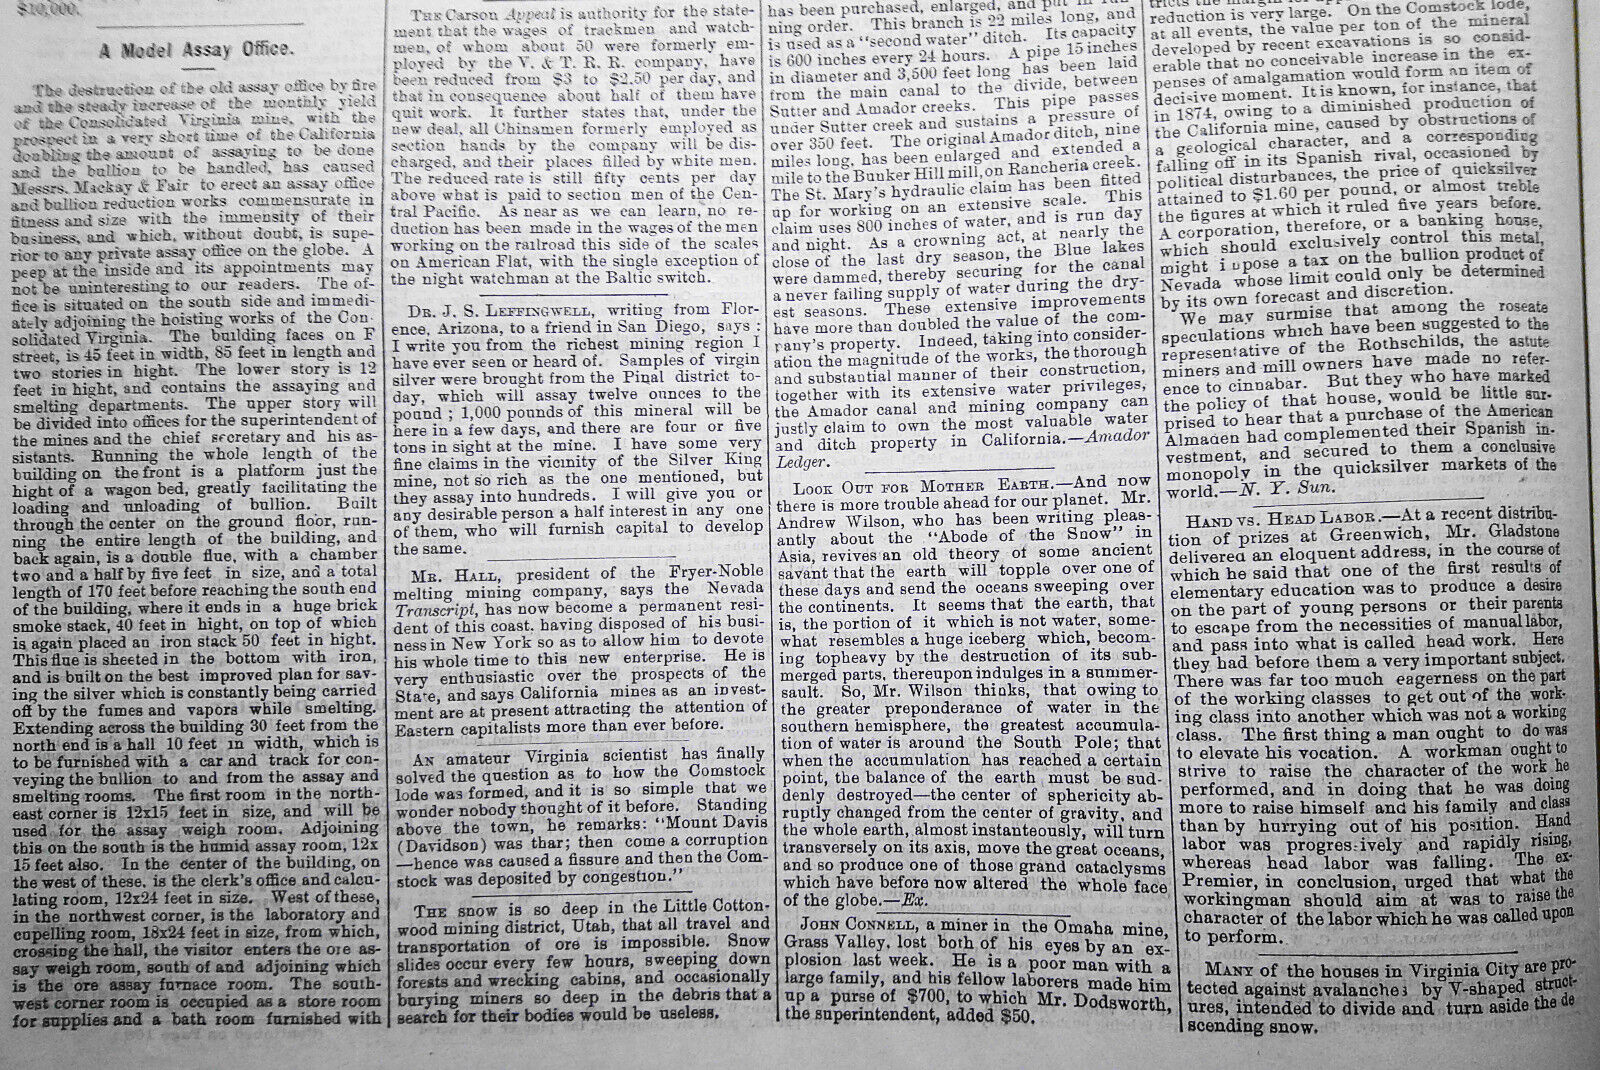 $10,000.
A Model Assay Office.
The destruction of the old assay office by fire
and the steady increase of the monthly yield
of the Consolidated Virginia mine, with the
prospect in a very short time of the California
doubling the amount of assaying to be done
and the bullion to be handled, has caused
Messrs. Mackay & Fair to erect an assay office
and bullion reduction works commensurate in
fitness and size with the immensity of their
business, and which, without doubt, is supe-
rior to any private assay office on the globe. A
peep at the inside and its appointments may
not be uninteresting to our readers. The of-
fice is situated on the south side and immedi-
ately adjoining the hoisting works of the Con-
solidated Virginia. The building faces on F
street, is 45 feet in width, 85 feet in length and
two stories in hight. The lower story is 12
feet in hight, and contains the assaying and
smelting departments. The upper story will
be divided into offices for the superintendent of
the mines and the chief secretary and his as-
sistants. Running the whole length of the
building on the front is a platform just the
hight of a wagon bed, greatly facilitating the
loading and unloading of bullion. Built
through the center on the ground floor, run-
ning the entire length of the building, and
back again, is a double flue, with a chamber
two and a half by five feet in size, and a total
length of 170 feet before reaching the south end
of the building, where it ends in a huge brick
smoke stack, 40 feet in hight, on top of which
is again placed an iron stack 50 feet in hight.
This flue is sheeted in the bottom with iron,
and is built on the best improved plan for sav-
ing the silver which is constantly being carried
off by the fumes and vapors while smelting.
Extending across the building 30 feet from the
north end is a hall 10 feet in width, which is
to be furnished with a car and track for con-
veying the bullion to and from the assay and
smelting rooms. The first room in the north-
east corner is 12x15 feet in size, and will be
used for the assay weigh room. Adjoining
this on the south is the humid assay room, 12x
15 feet also. In the center of the building, on
the west of these, is the clerk's office and calcu-
lating room, 12x24 feet in size. West of these,
in the northwest corner, is the laboratory and
cupelling room, 18x24 feet in size, from which,
crossing the hall, the visitor enters the ore as-
say weigh room, south of and adjoining which
is the ore assay furnace room. The south-
west corner room is occupied as a store room
for supplies and a bath room furnished with
THE Carson Appeal is authority for the state-
ment that the wages of trackmen and watch-
men, of whom about 50 were formerly em-
ployed by the V. & T. R. R. company, have
been reduced from $3 to $2.50 per day, and
that in consequence about half of them have
quit work. It further states that, under the
new deal, all Chinamen formerly employed as
section hands by the company will be dis-
charged, and their places filled by white men.
The reduced rate is still fifty cents per day
above what is paid to section men of the Cen-
tral Pacific. As near as we can learn, no re-
duction has been made in the wages of the men
working on the railroad this side of the scales
on American Flat, with the single exception of
the night watchman at the Baltic switch.
DR. J. S. LEFFINGWELL, writing from Flor-
ence, Arizona, to a friend in San Diego, says:
I write you from the richest mining region I
have ever seen or heard of. Samples of virgin
silver were brought from the Pinal district to-
day, which will assay twelve ounces to the
pound; 1,000 pounds of this mineral will be
here in a few days, and there are four or five
tons in sight at the mine. I have some very
fine claims in the vicinity of the Silver King
mine, not so rich as the one mentioned, but
they assay into hundreds. I will give you or
any desirable person a half interest in any one
of them, who will furnish capital to develop
the same.
MR. HALL, president of the Fryer-Noble
melting mining company, says the Nevada
Transcript, has now become a permanent resi-
dent of this coast, having disposed of his busi-
ness in New York so as to allow him to devote
his whole time to this new enterprise. He is
very enthusiastic over the prospects of the
State, and says California mines as an invest-
ment are at present attracting the attention of
Eastern capitalists more than ever before.
AN amateur Virginia scientist has finally
solved the question as to how the Comstock
lode was formed, and it is so simple that we
wonder nobody thought of it before. Standing
above the town, he remarks: "Mount Davis
(Davidson) was thar; then come a corruption
—hence was caused a fissure and then the Com-
stock was deposited by congestion."
THE snow is so deep in the Little Cotton-
wood mining district, Utah, that all travel and
transportation of ore is impossible. Snow
slides occur every few hours, sweeping down
forests and wrecking cabins, and occasionally
burying miners so deep in the debris that a
search for their bodies would be useless.
has been purchased, enlarged, and put in run-
ning order. This branch is 22 miles long, and
is used as a "second water" ditch. Its capacity
is 600 inches every 24 hours. A pipe 15 inches
in diameter and 3,500 feet long has been laid
from the main canal to the divide, between
Sutter and Amador creeks. This pipe passes
under Sutter creek and sustains a pressure of
over 350 feet. The original Amador ditch, nine
miles long, has been enlarged and extended a
mile to the Bunker Hill mill, on Rancheria creek.
The St. Mary's hydraulic claim has been fitted
up for working on an extensive scale. This
claim uses 800 inches of water, and is run day
and night. As a crowning act, at nearly the
close of the last dry season, the Blue lakes
were dammed, thereby securing for the canal
a never failing supply of water during the dry-
est seasons. These extensive improvements
have more than doubled the value of the com-
pany's property. Indeed, taking into consider-
ation the magnitude of the works, the thorough
and substantial manner of their construction,
together with its extensive water privileges,
the Amador canal and mining company can
justly claim to own the most valuable water
and ditch property in California.—Amador
Ledger.
LOOK OUT FOR MOTHER EARTH.—And now
there is more trouble ahead for our planet. Mr.
Andrew Wilson, who has been writing pleas-
antly about the "Abode of the Snow" in
Asia, revives an old theory of some ancient
savant that the earth will topple over one of
these days and send the oceans sweeping over
the continents. It seems that the earth, that
is, the portion of it which is not water, some-
what resembles a huge iceberg which, becom-
ing topheavy by the destruction of its sub-
merged parts, thereupon indulges in a summer-
sault. So, Mr. Wilson thinks, that owing to
the greater preponderance of water in the
southern hemisphere, the greatest accumula-
tion of water is around the South Pole; that
when the accumulation has reached a certain
point, the balance of the earth must be sud-
denly destroyed—the center of sphericity ab-
ruptly changed from the center of gravity, and
the whole earth, almost instanteously, will turn
transversely on its axis, move the great oceans,
and so produce one of those grand cataclysms
which have before now altered the whole face
of the globe.—Ex.
JOHN CONNELL, a miner in the Omaha mine,
Grass Valley, lost both of his eyes by an ex-
plosion last week. He is a poor man with a
large family, and his fellow laborers made him
up a purse of $700, to which Mr. Dodsworth,
the superintendent, added $50.
reduction is very large. On the Comstock lode,
at all events, the value per ton of the mineral
developed by recent excavations is so consid-
erable that no conceivable increase in the ex-
penses of amalgamation would form an item of
decisive moment. It is known, for instance, that
in 1874, owing to a diminished production of
the California mine, caused by obstructions of
a geological character, and a corresponding
falling off in its Spanish rival, occasioned by
political disturbances, the price of quicksilver
attained to $1.60 per pound, or almost treble
the figures at which it ruled five years before.
A corporation, therefore, or a banking house,
which should exclusively control this metal,
might i pose a tax on the bullion product of
Nevada whose limit could only be determined
by its own forecast and discretion.
We may surmise that among the roseate
speculations which have been suggested to the
representative of the Rothschilds, the astute
miners and mill owners have made no refer-
ence to cinnabar. But they who have marked
the policy of that house, would be little sur-
prised to hear that a purchase of the American
Almaden had complemented their Spanish in-
vestment, and secured to them a conclusive
monopoly in the quicksilver markets of the
world.—N. Y. Sun.
HAND VS. HEAD LABOR.—At a recent distribu-
tion of prizes at Greenwich, Mr. Gladstone
delivered an eloquent address, in the course of
which he said that one of the first results of
elementary education was to produce a desire
on the part of young persons or their parents
to escape from the necessities of manual labor,
and pass into what is called head work. Here
they had before them a very important subject.
There was far too much eagerness on the part
of the working classes to get out of the work-
ing class into another which was not a working
class. The first thing a man ought to do was
to elevate his vocation. A workman ought to
strive to raise the character of the work he
performed, and in doing that he was doing
more to raise himself and his family and class
than by hurrying out of his position. Hand
labor was progressively and rapidly rising,
whereas head labor was falling. The ex-
Premier, in conclusion, urged that what the
workingman should aim at was to raise the
character of the labor which he was called upon
to perform.
MANY of the houses in Virginia City are pro-
tected against avalanches by V-shaped struct-
ures, intended to divide and turn aside the de
scending snow.